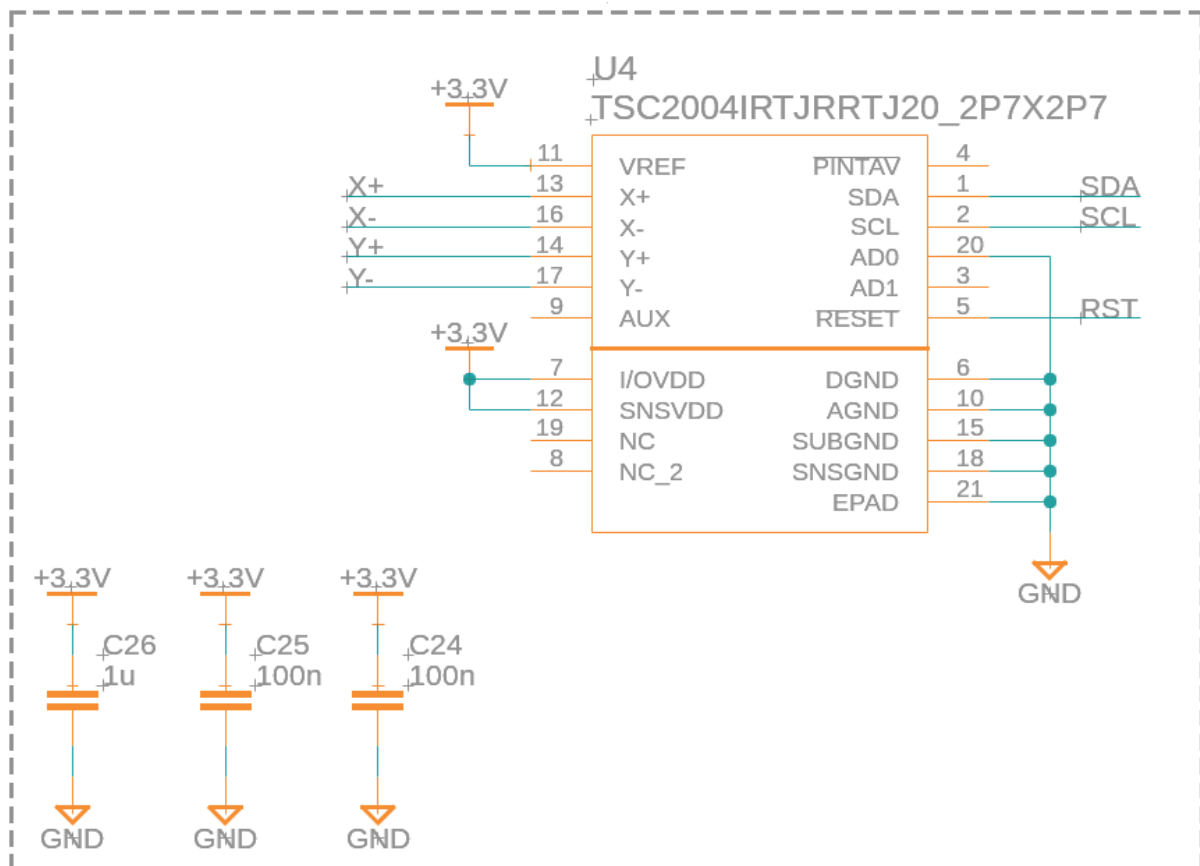 U4
TSC2004IRTJRRTJ20_2P7X2P7
+3.3V
11 VREF PINTAV 4
X+ 13 X+ SDA 1 SDA
X- 16 X- SCL 2 SCL
Y+ 14 Y+ AD0 20
Y- 17 Y- AD1 3
9 AUX RESET 5 RST
+3.3V
7 I/OVDD DGND 6
12 SNSVDD AGND 10
19 NC SUBGND 15
8 NC_2 SNSGND 18
EPAD 21
GND
+3.3V +3.3V +3.3V
C26 C25 C24
1u 100n 100n
GND GND GND